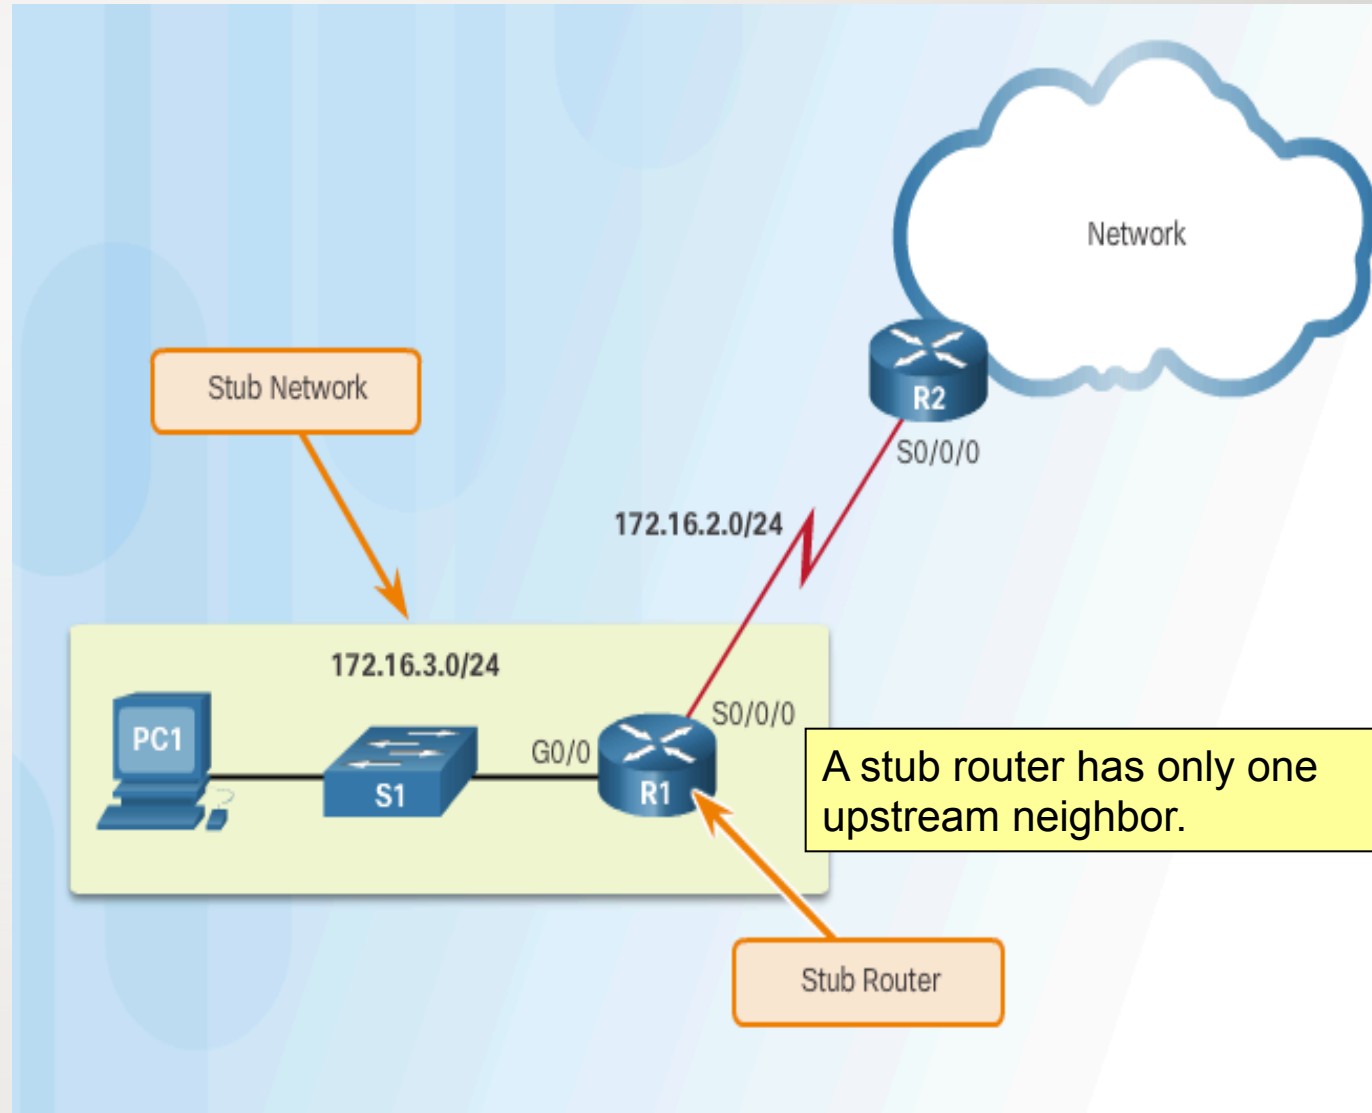 Network
R2
S0/0/0
Stub Network
172.16.2.0/24
172.16.3.0/24
PC1
S1
G0/0
R1
S0/0/0
A stub router has only one
upstream neighbor.
Stub Router